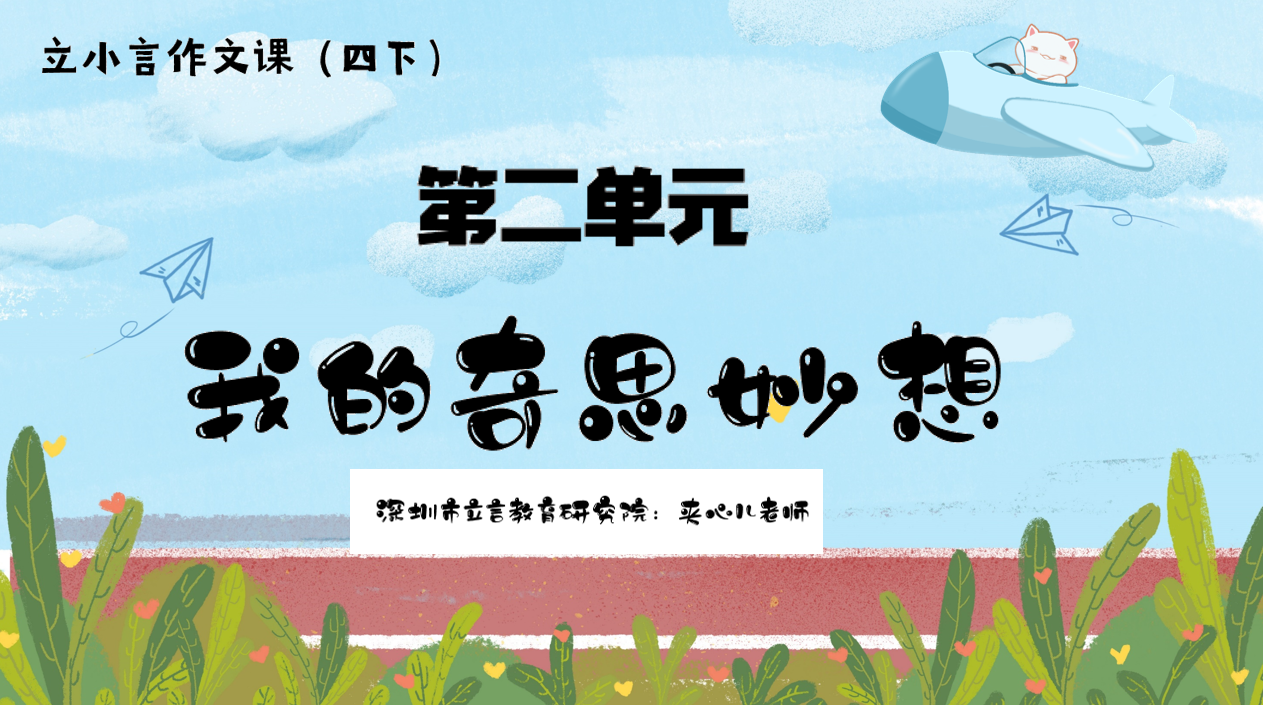 立小言作文课（四下）
第二单元
我的奇思妙想
深圳市立言教育研究院：夹心儿老师